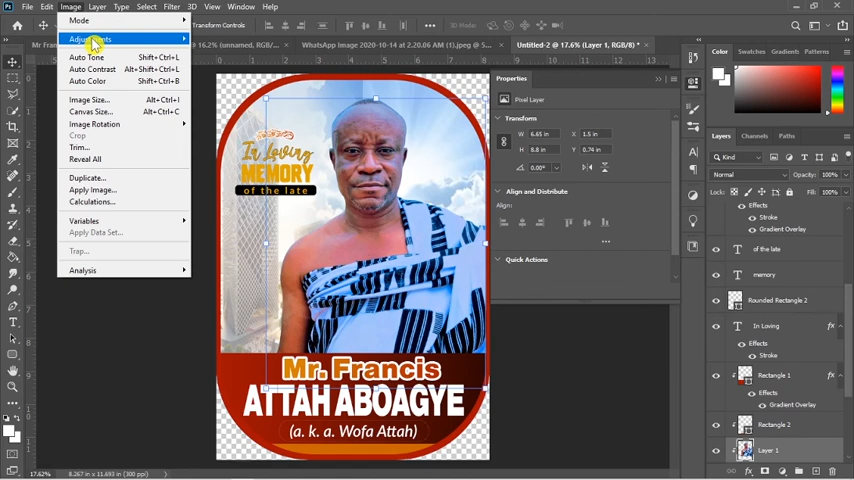 File Edit Image Layer Type Select Filter 3D View Window Help
Transform Controls
3D Mode:
@ 16.2% (unnamed, RGB/...
WhatsApp Image 2020-10-14 at 2.20.06 AM (1).jpeg @ 5...
Untitled-2 @ 17.6% (Layer 1, RGB/8) *
Mode
Adjustments
Auto Tone Shift+Ctrl+L
Auto Contrast Alt+Shift+Ctrl+L
Auto Color Shift+Ctrl+B
Image Size... Alt+Ctrl+I
Canvas Size... Alt+Ctrl+C
Image Rotation
Crop
Trim...
Reveal All
Duplicate...
Apply Image...
Calculations...
Variables
Apply Data Set...
Trap...
Analysis
In Loving
MEMORY
of the late
Mr. Francis
ATTAH ABOAGYE
(a. k. a. Wofa Attah)
Properties
Pixel Layer
Transform
W 6.65 in X 1.5 in
H 8.8 in Y 0.74 in
0.00°
Align and Distribute
Align:
Quick Actions
Color Swatches Gradients Patterns
Layers Channels Paths
Kind
Normal Opacity: 100%
Lock: Fill: 100%
Effects
Stroke
Gradient Overlay
of the late
memory
Rounded Rectangle 2
In Loving fx
Effects
Stroke
Rectangle 1 fx
Effects
Gradient Overlay
Rectangle 2
Layer 1
17.62% 8.267 in x 11.693 in (300 ppi)